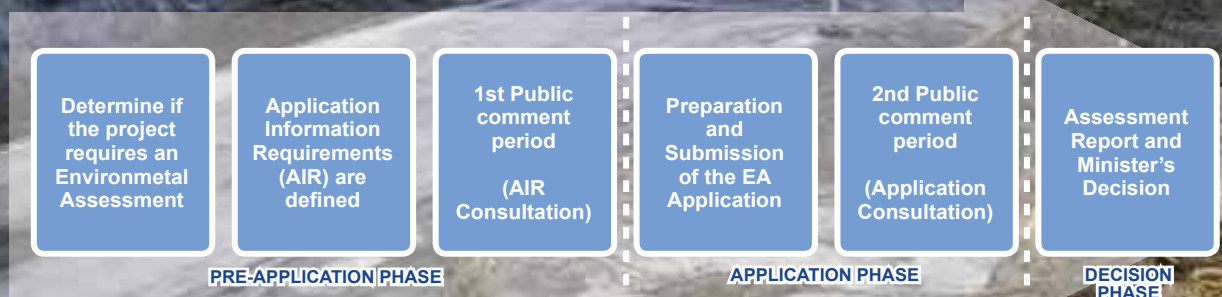 Determine if
the project
requires an
Environmetal
Assessment
Application
Information
Requirements
(AIR) are
defined
1st Public
comment
period
(AIR
Consultation)
Preparation
and
Submission
of the EA
Application
2nd Public
comment
period
(Application
Consultation)
Assessment
Report and
Minister's
Decision
PRE-APPLICATION PHASE
APPLICATION PHASE
DECISION
PHASE